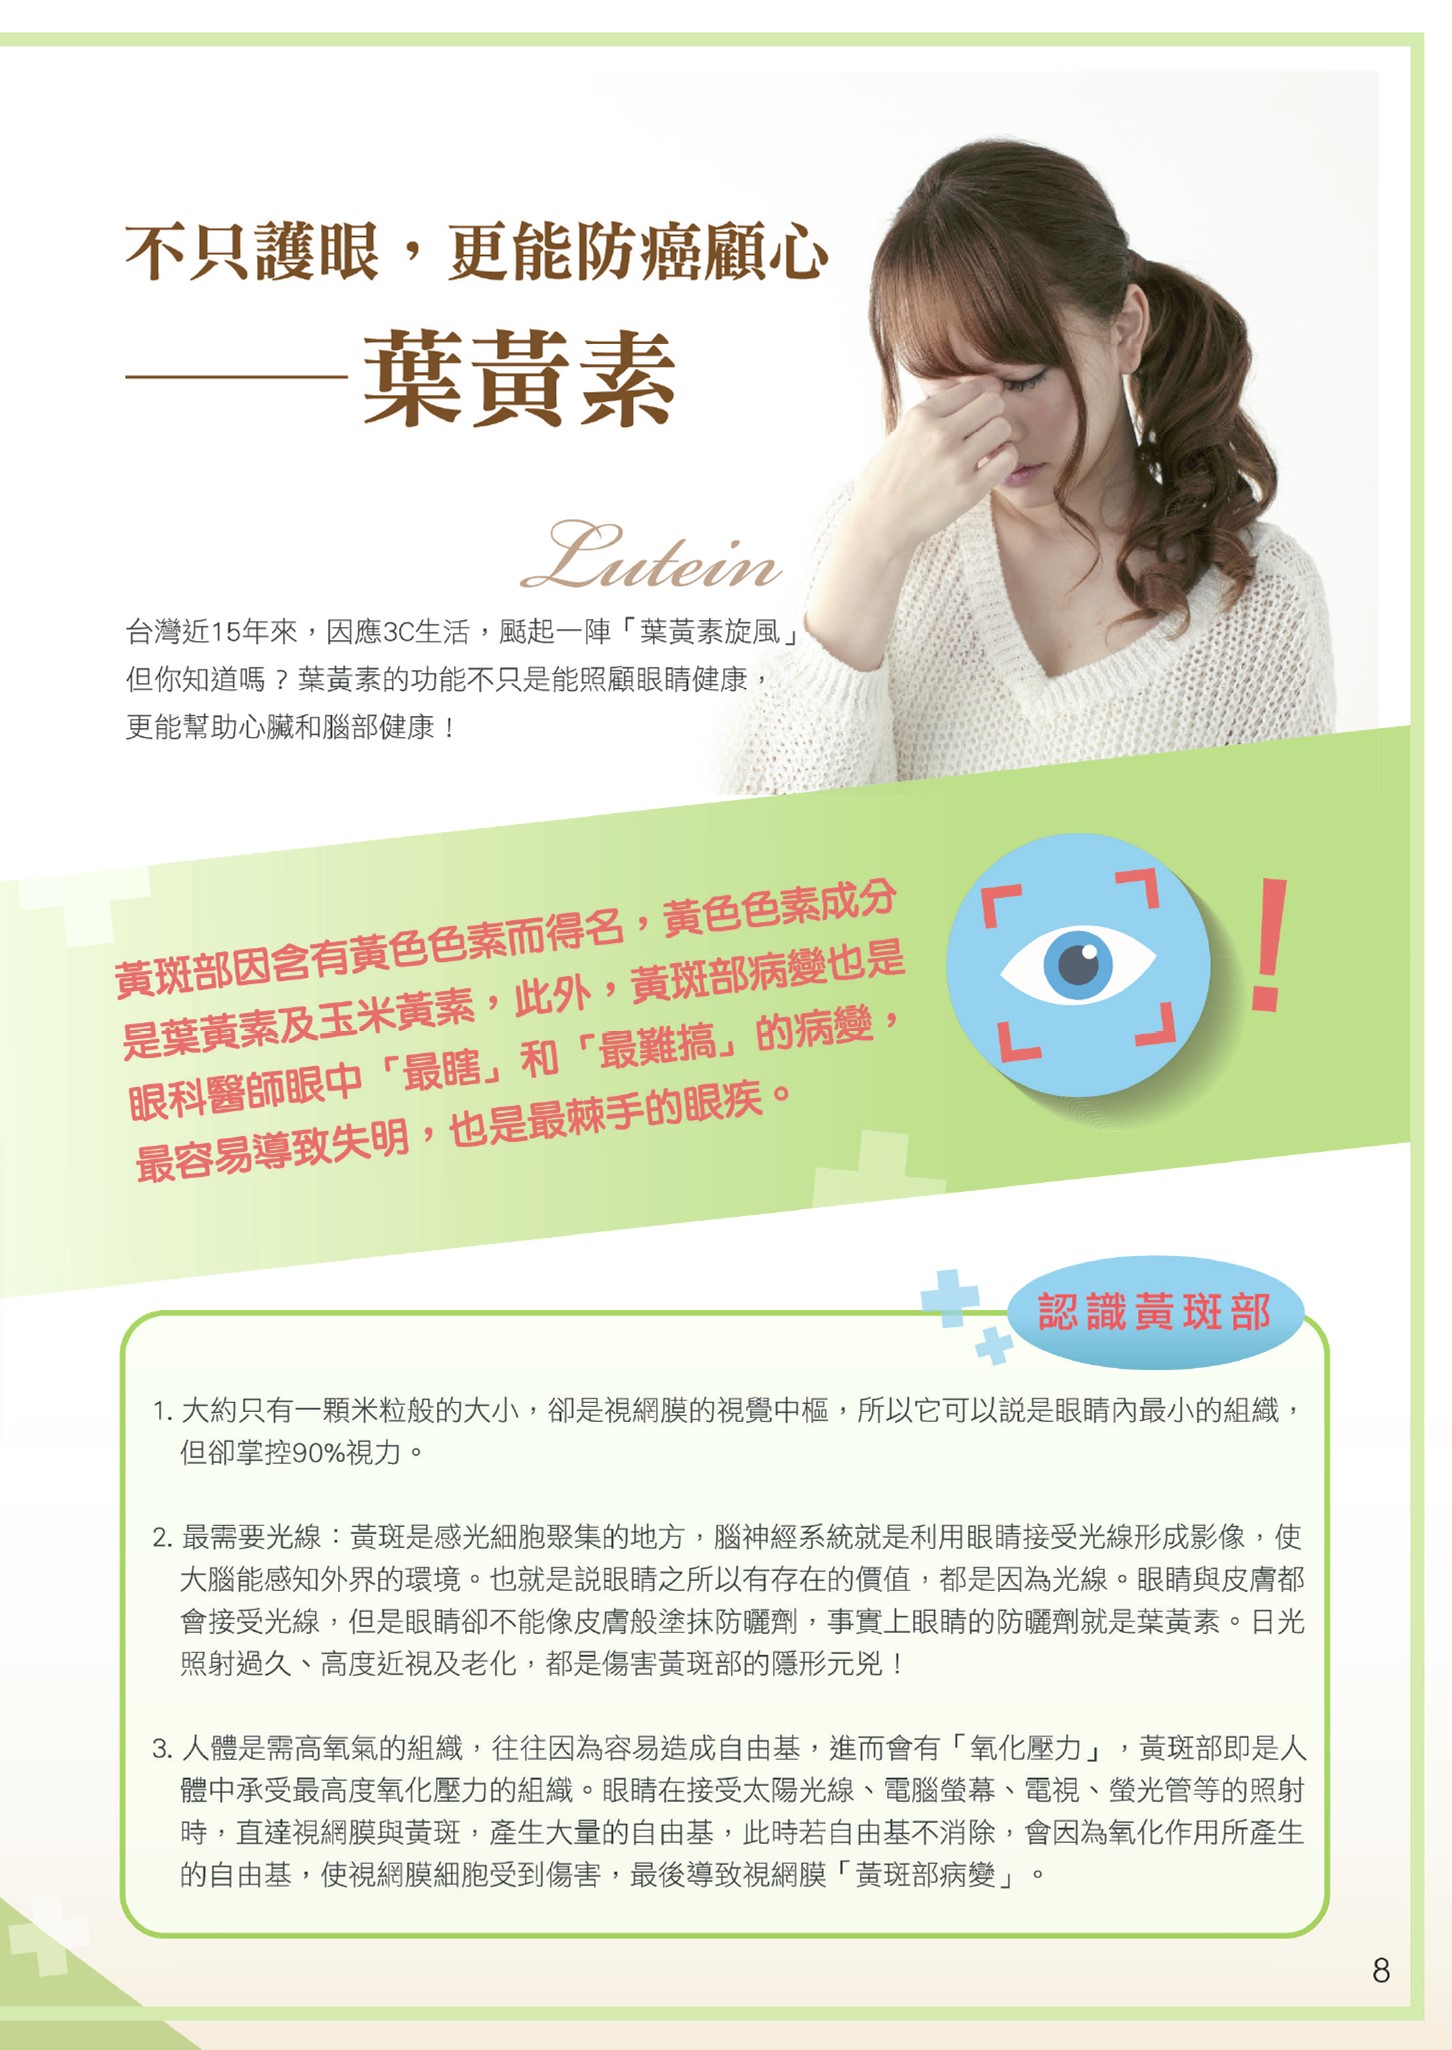 不只護眼，更能防癌顧心
——葉黃素
Lutein
台灣近15年來，因應3C生活，颳起一陣「葉黃素旋風」
但你知道嗎？葉黃素的功能不只是能照顧眼睛健康，
更能幫助心臟和腦部健康！
黃斑部因含有黃色色素而得名，黃色色素成分
是葉黃素及玉米黃素，此外，黃斑部病變也是
眼科醫師眼中「最瞎」和「最難搞」的病變，
最容易導致失明，也是最棘手的眼疾。
!
認識黃斑部
1. 大約只有一顆米粒般的大小，卻是視網膜的視覺中樞，所以它可以說是眼睛內最小的組織，
但卻掌控90%視力。
2. 最需要光線：黃斑是感光細胞聚集的地方，腦神經系統就是利用眼睛接受光線形成影像，使
大腦能感知外界的環境。也就是說眼睛之所以有存在的價值，都是因為光線。眼睛與皮膚都
會接受光線，但是眼睛卻不能像皮膚般塗抹防曬劑，事實上眼睛的防曬劑就是葉黃素。日光
照射過久、高度近視及老化，都是傷害黃斑部的隱形元兇！
3. 人體是需高氧氣的組織，往往因為容易造成自由基，進而會有「氧化壓力」，黃斑部即是人
體中承受最高度氧化壓力的組織。眼睛在接受太陽光線、電腦螢幕、電視、螢光管等的照射
時，直達視網膜與黃斑，產生大量的自由基，此時若自由基不消除，會因為氧化作用所產生
的自由基，使視網膜細胞受到傷害，最後導致視網膜「黃斑部病變」。
8